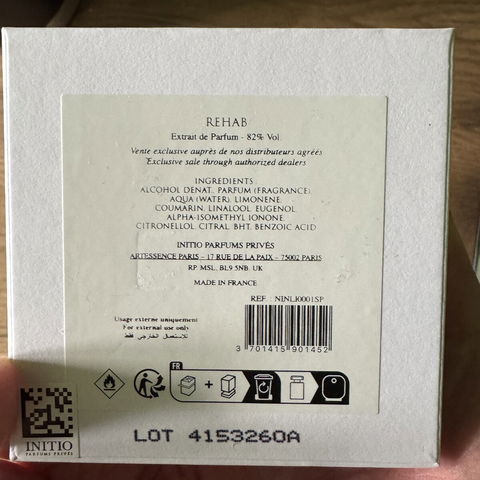 REHAB
Extrait de Parfum - 82% Vol.
Vente exclusive auprès de nos distributeurs agréés
Exclusive sale through authorized dealers
INGREDIENTS :
ALCOHOL DENAT., PARFUM (FRAGRANCE),
AQUA (WATER), LIMONENE,
COUMARIN, LINALOOL, EUGENOL,
ALPHA-ISOMETHYL IONONE,
CITRONELLOL, CITRAL, BHT, BENZOIC ACID
INITIO PARFUMS PRIVÉS
ARTESSENCE PARIS – 17 RUE DE LA PAIX – 75002 PARIS
RP. MSL, BL9 5NB, UK
MADE IN FRANCE
REF : NINLI0001SP
Usage externe uniquement
For external use only
للاستعمال الخارجي فقط
3 701415 901452
FR
INITIO
PARFUMS PRIVÉS
LOT 4153260A